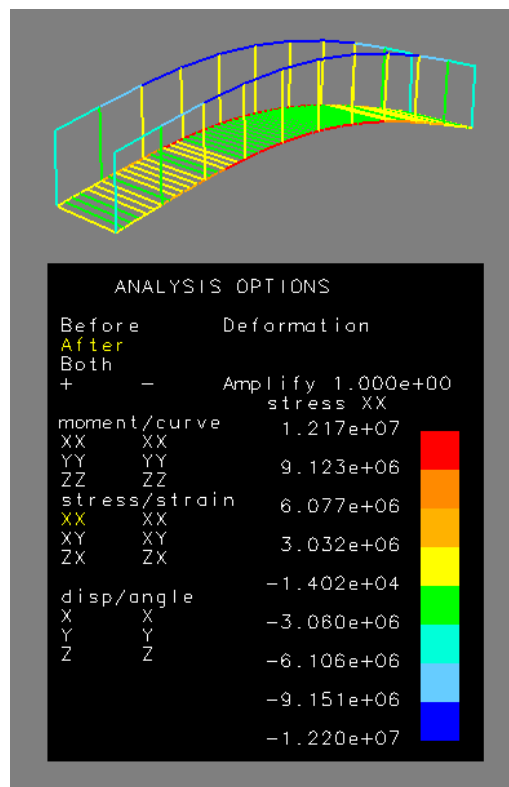 ANALYSIS OPTIONS
Before Deformation
After
Both
+ - Amplify 1.000e+00
stress XX
moment/curve 1.217e+07
XX XX
YY YY 9.123e+06
ZZ ZZ
stress/strain 6.077e+06
XX XX
XY XY 3.032e+06
ZX ZX
-1.402e+04
disp/angle
X X -3.060e+06
Y Y
Z Z -6.106e+06
-9.151e+06
-1.220e+07